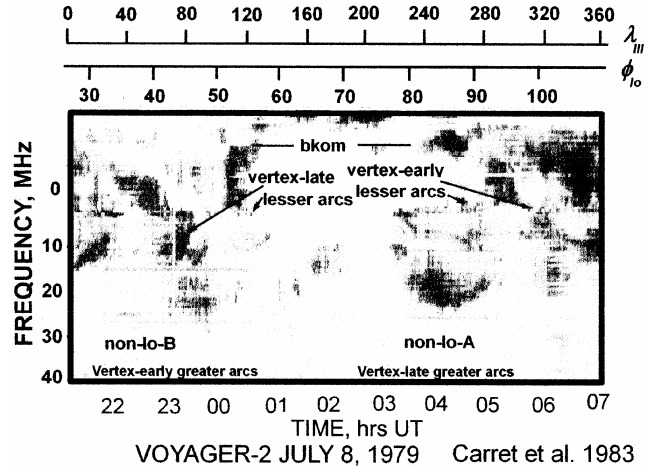 0 40 80 120 160 200 240 280 320 360 λIII
30 40 50 60 70 80 90 100 ϕIo
FREQUENCY, MHz
0
10
20
30
40
bkom
vertex-late
lesser arcs
vertex-early
lesser arcs
non-Io-B
non-Io-A
Vertex-early greater arcs
Vertex-late greater arcs
22 23 00 01 02 03 04 05 06 07
TIME, hrs UT
VOYAGER-2 JULY 8, 1979 Carret et al. 1983